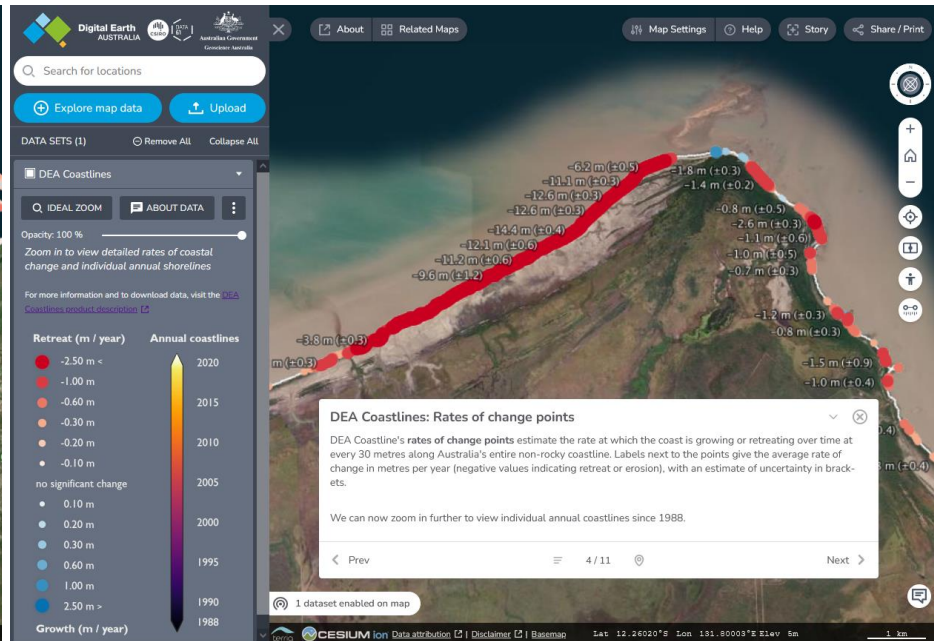 Digital Earth
AUSTRALIA
CSIRO
DATA
61
Australian Government
Geoscience Australia
About
Related Maps
Map Settings
Help
Story
Share / Print
Search for locations
Explore map data
Upload
DATA SETS (1)
Remove All
Collapse All
DEA Coastlines
IDEAL ZOOM
ABOUT DATA
Opacity: 100 %
Zoom in to view detailed rates of coastal
change and individual annual shorelines
For more information and to download data, visit the DEA
Coastlines product description
Retreat (m / year)
-2.50 m <
-1.00 m
-0.60 m
-0.30 m
-0.20 m
-0.10 m
no significant change
0.10 m
0.20 m
0.30 m
0.60 m
1.00 m
2.50 m >
Growth (m / year)
Annual coastlines
2020
2015
2010
2005
2000
1995
1990
1988
-6.2 m (±0.5)
-11.1 m (±0.3)
-12.6 m (±0.3)
-12.6 m (±0.3)
-14.4 m (±0.4)
-12.1 m (±0.6)
-11.2 m (±0.6)
-9.6 m (±1.2)
-3.8 m (±0.3)
m (±0.3)
-1.8 m (±0.3)
-1.4 m (±0.2)
-0.8 m (±0.5)
-2.6 m (±0.3)
-1.1 m (±0.6)
-1.0 m (±0.5)
-0.7 m (±0.3)
-1.2 m (±0.3)
-0.8 m (±0.3)
-1.5 m (±0.9)
-1.0 m (±0.4)
0.4)
m (±0.4)
DEA Coastlines: Rates of change points
DEA Coastline's rates of change points estimate the rate at which the coast is growing or retreating over time at
every 30 metres along Australia's entire non-rocky coastline. Labels next to the points give the average rate of
change in metres per year (negative values indicating retreat or erosion), with an estimate of uncertainty in brack-
ets.
We can now zoom in further to view individual annual coastlines since 1988.
Prev
4 / 11
Next
1 dataset enabled on map
terria
CESIUM ion
Data attribution
Disclaimer
Basemap
Lat 12.26020°S Lon 131.80003°E Elev 5m
1 km